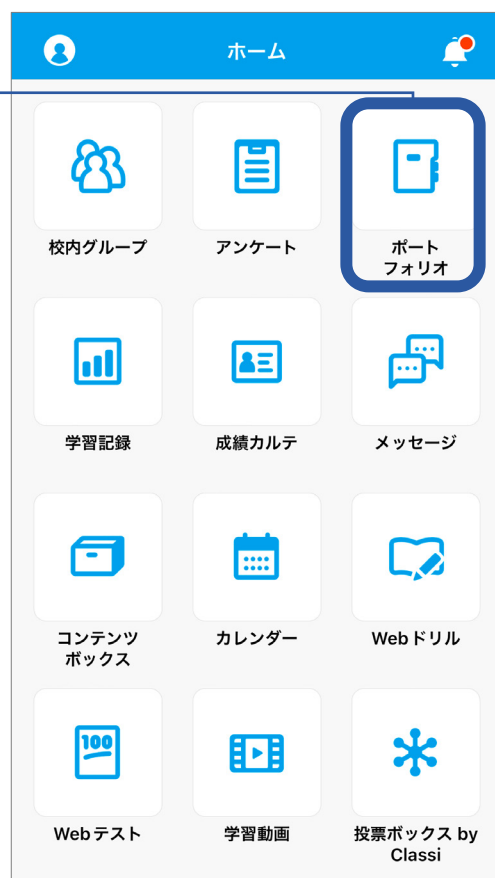 ホーム
校内グループ
アンケート
ポート
フォリオ
学習記録
成績カルテ
メッセージ
コンテンツ
ボックス
カレンダー
Webドリル
100
Webテスト
学習動画
投票ボックス by
Classi